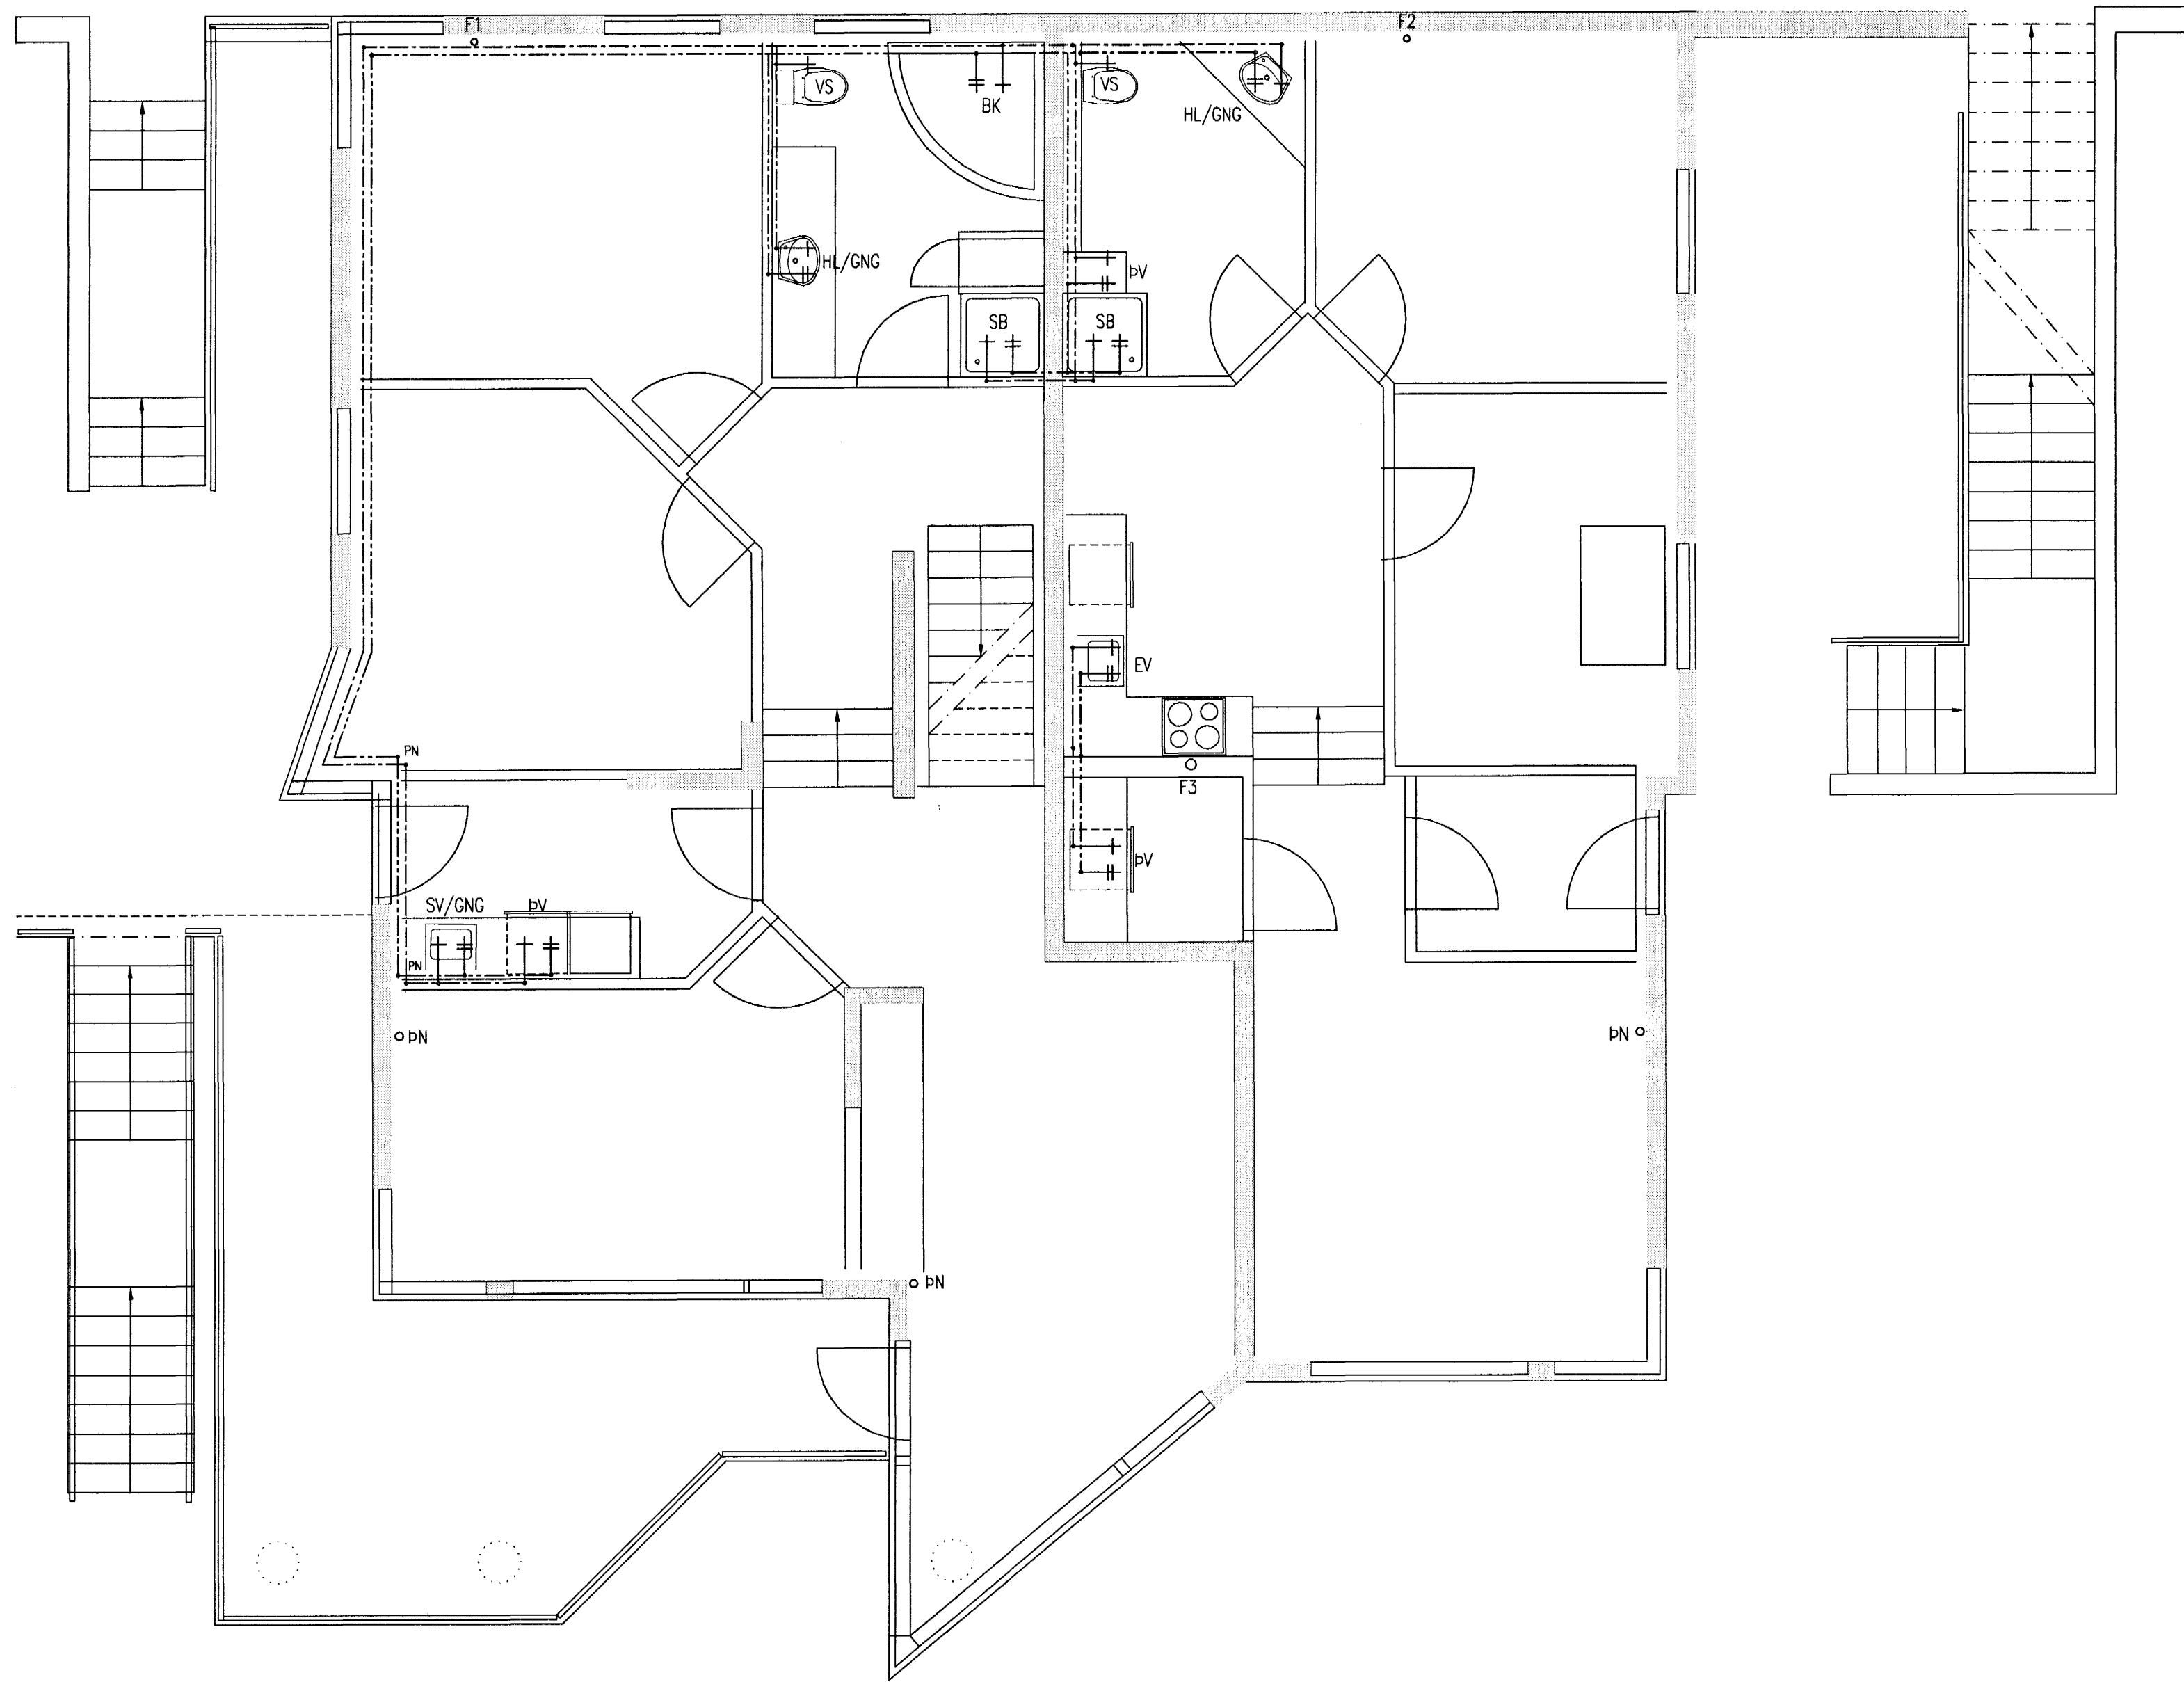 F1
F2
VS
BK
VS
HL/GNG
HL/GNG
ÞV
SB
SB
EV
PN
F3
ÞV
SV/GNG
ÞV
PN
ÞN
ÞN
ÞN